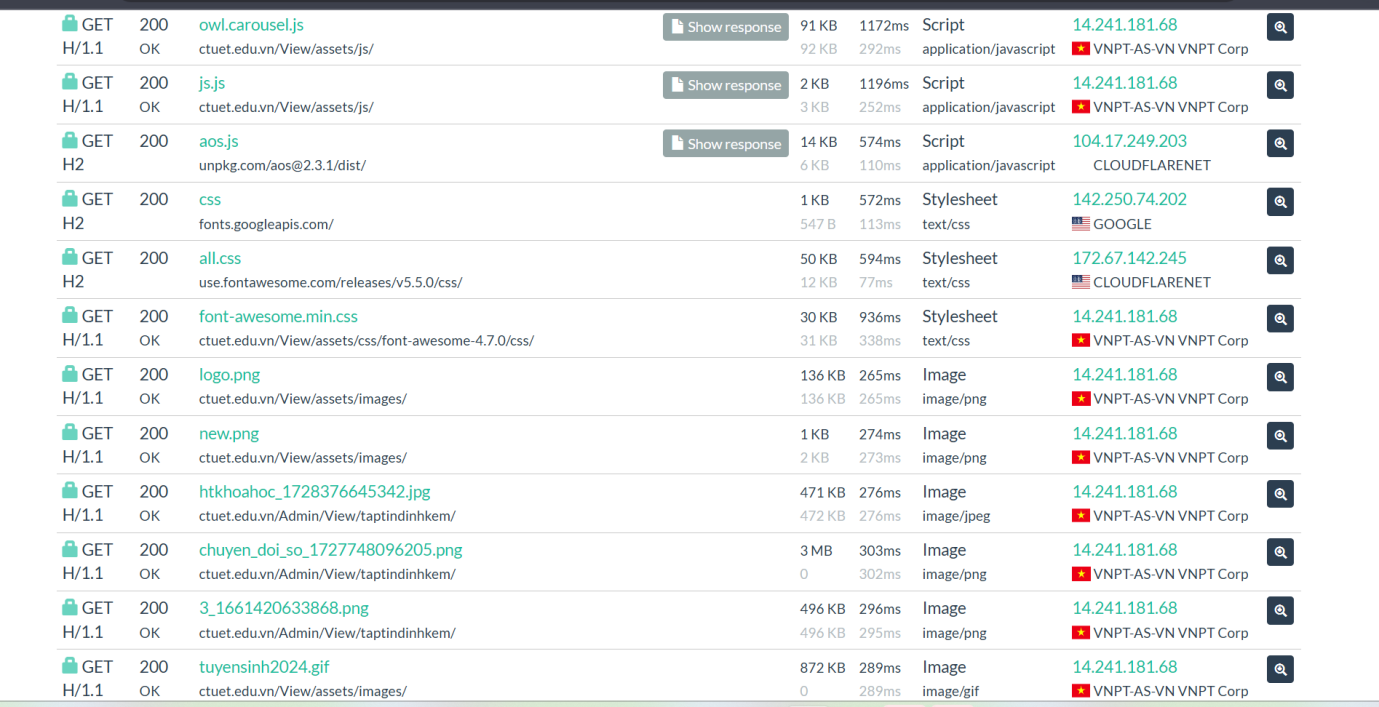 GET 200 owl.carousel.js Show response 91 KB 1172ms Script 14.241.181.68
H/1.1 OK ctuet.edu.vn/View/assets/js/ 92 KB 292ms application/javascript VNPT-AS-VN VNPT Corp
GET 200 js.js Show response 2 KB 1196ms Script 14.241.181.68
H/1.1 OK ctuet.edu.vn/View/assets/js/ 3 KB 252ms application/javascript VNPT-AS-VN VNPT Corp
GET 200 aos.js Show response 14 KB 574ms Script 104.17.249.203
H2 unpkg.com/aos@2.3.1/dist/ 6 KB 110ms application/javascript CLOUDFLARENET
GET 200 css 1 KB 572ms Stylesheet 142.250.74.202
H2 fonts.googleapis.com/ 547 B 113ms text/css GOOGLE
GET 200 all.css 50 KB 594ms Stylesheet 172.67.142.245
H2 use.fontawesome.com/releases/v5.5.0/css/ 12 KB 77ms text/css CLOUDFLARENET
GET 200 font-awesome.min.css 30 KB 936ms Stylesheet 14.241.181.68
H/1.1 OK ctuet.edu.vn/View/assets/css/font-awesome-4.7.0/css/ 31 KB 338ms text/css VNPT-AS-VN VNPT Corp
GET 200 logo.png 136 KB 265ms Image 14.241.181.68
H/1.1 OK ctuet.edu.vn/View/assets/images/ 136 KB 265ms image/png VNPT-AS-VN VNPT Corp
GET 200 new.png 1 KB 274ms Image 14.241.181.68
H/1.1 OK ctuet.edu.vn/View/assets/images/ 2 KB 273ms image/png VNPT-AS-VN VNPT Corp
GET 200 htkhoahoc_1728376645342.jpg 471 KB 276ms Image 14.241.181.68
H/1.1 OK ctuet.edu.vn/Admin/View/taptindinhkem/ 472 KB 276ms image/jpeg VNPT-AS-VN VNPT Corp
GET 200 chuyen_doi_so_1727748096205.png 3 MB 303ms Image 14.241.181.68
H/1.1 OK ctuet.edu.vn/Admin/View/taptindinhkem/ 0 302ms image/png VNPT-AS-VN VNPT Corp
GET 200 3_1661420633868.png 496 KB 296ms Image 14.241.181.68
H/1.1 OK ctuet.edu.vn/Admin/View/taptindinhkem/ 496 KB 295ms image/png VNPT-AS-VN VNPT Corp
GET 200 tuyensinh2024.gif 872 KB 289ms Image 14.241.181.68
H/1.1 OK ctuet.edu.vn/View/assets/images/ 0 289ms image/gif VNPT-AS-VN VNPT Corp